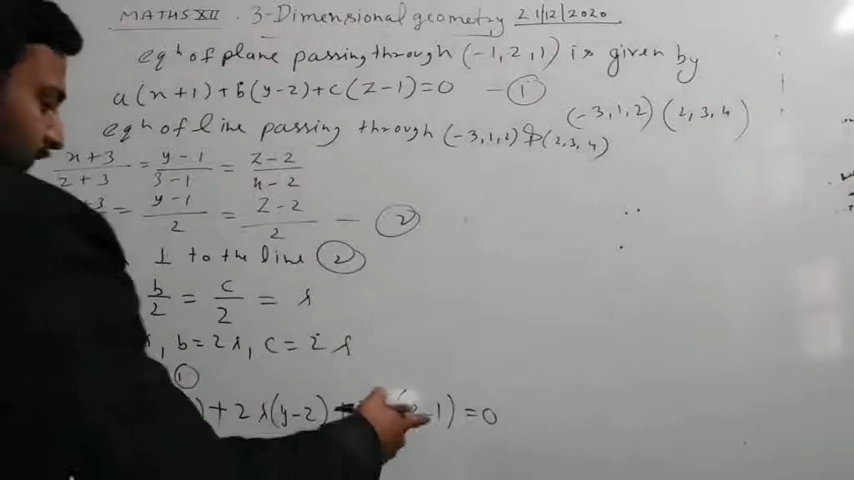 MATHS XII . 3-Dimensional geometry 21/12/2020
eqⁿ of plane passing through (-1, 2, 1) is given by
a(x+1)+b(y-2)+c(z-1)=0 — ①
(-3,1,2) (2,3,4)
eqⁿ of line passing through (-3,1,2) & (2,3,4)
x+3/2+3 = y-1/3-1 = z-2/4-2
+3 = y-1/2 = z-2/2 — ②
⊥ to the line ②
b/2 = c/2 = λ
, b=2λ, c=2λ
①
)+2λ(y-2)+ -1)=0